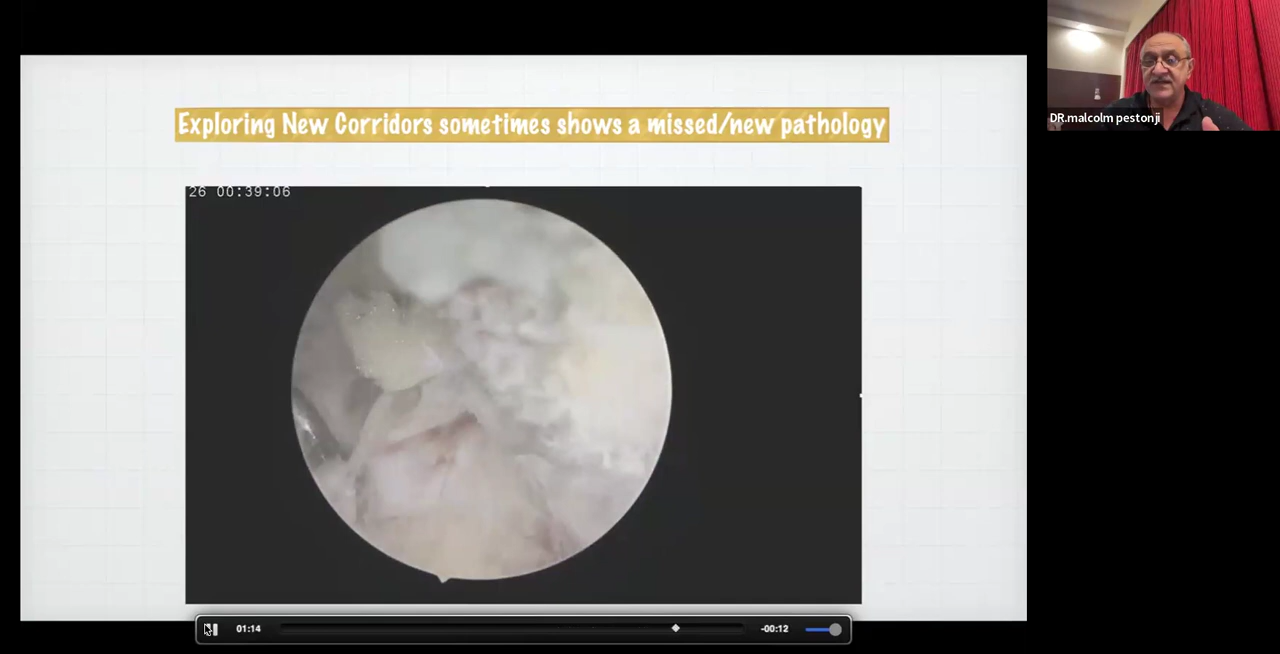 Exploring New Corridors sometimes shows a missed/new pathology
DR.malcolm pestonji
26 00:39:06
01:14
-00:12